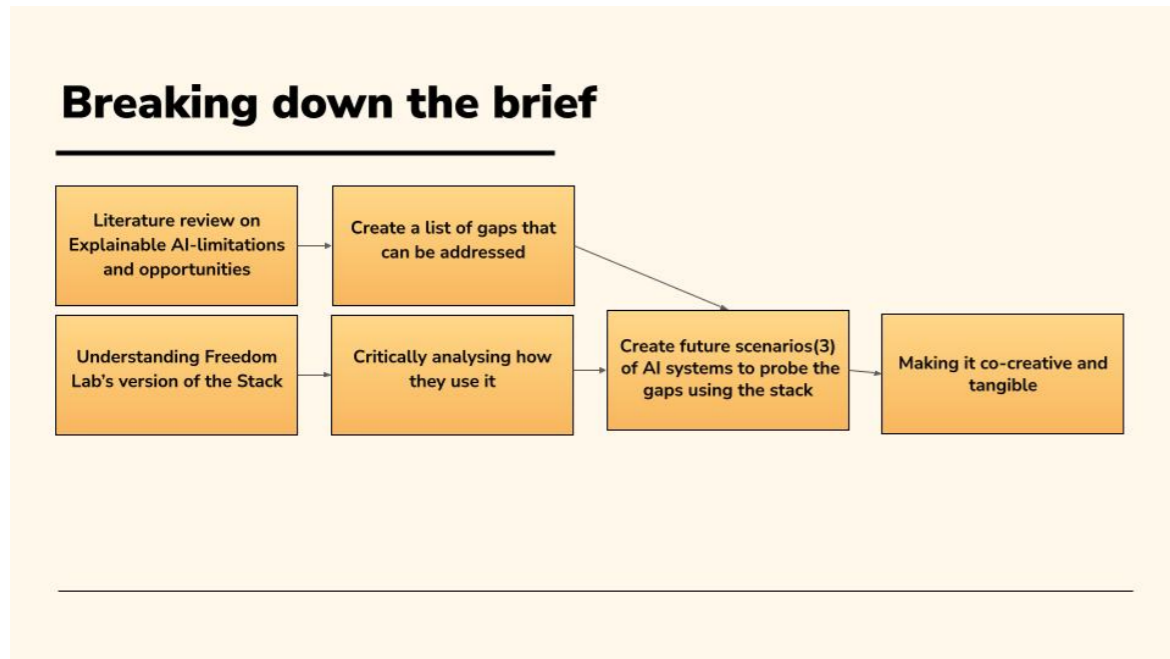 Breaking down the brief
Literature review on
Explainable AI-limitations
and opportunities
Create a list of gaps that
can be addressed
Understanding Freedom
Lab's version of the Stack
Critically analysing how
they use it
Create future scenarios(3)
of AI systems to probe the
gaps using the stack
Making it co-creative and
tangible